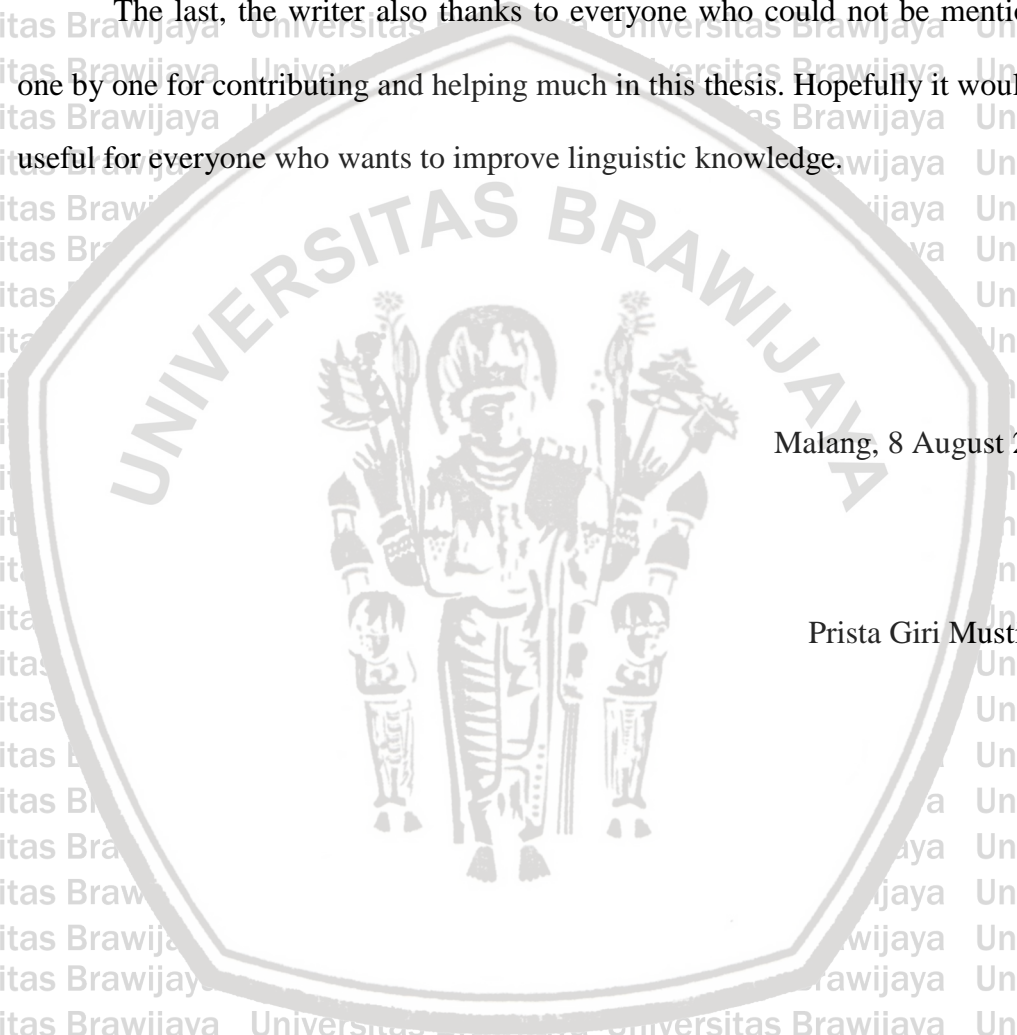 The last, the writer also thanks to everyone who could not be mentio
one by one for contributing and helping much in this thesis. Hopefully it woul
useful for everyone who wants to improve linguistic knowledge.
UNIVERSITAS BRAWIJAYA
Malang, 8 August
Prista Giri Must